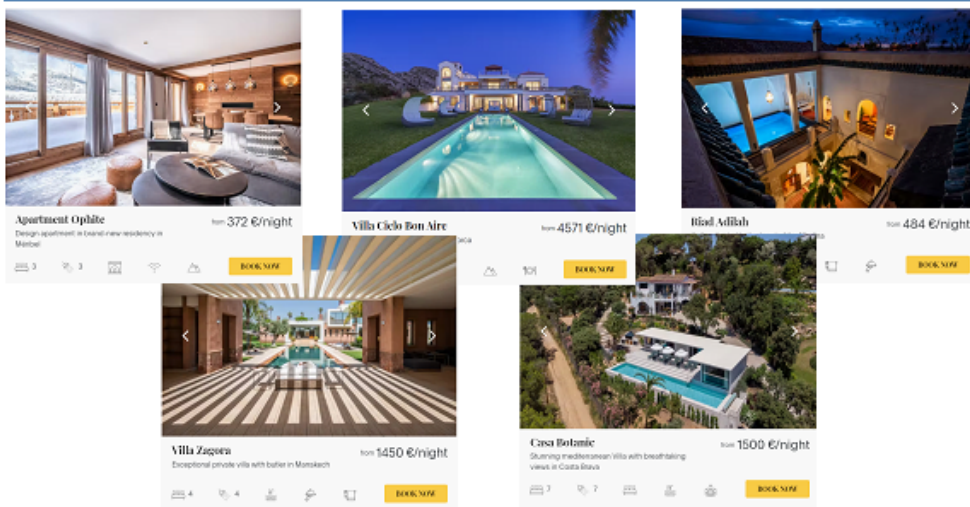 Apartment Ophite
from 372 €/night
Design apartment in brand-new residency in
Méribel
3 3
BOOK NOW
Villa Cielo Bon Aire
from 4571 €/night
BOOK NOW
Riad Adilah
from 484 €/night
BOOK NOW
Villa Zagora
from 1450 €/night
Exceptional private villa with butler in Marrakech
4 4
BOOK NOW
Casa Botanic
from 1500 €/night
Stunning mediterranean Villa with breathtaking
views in Costa Brava
7 7
BOOK NOW